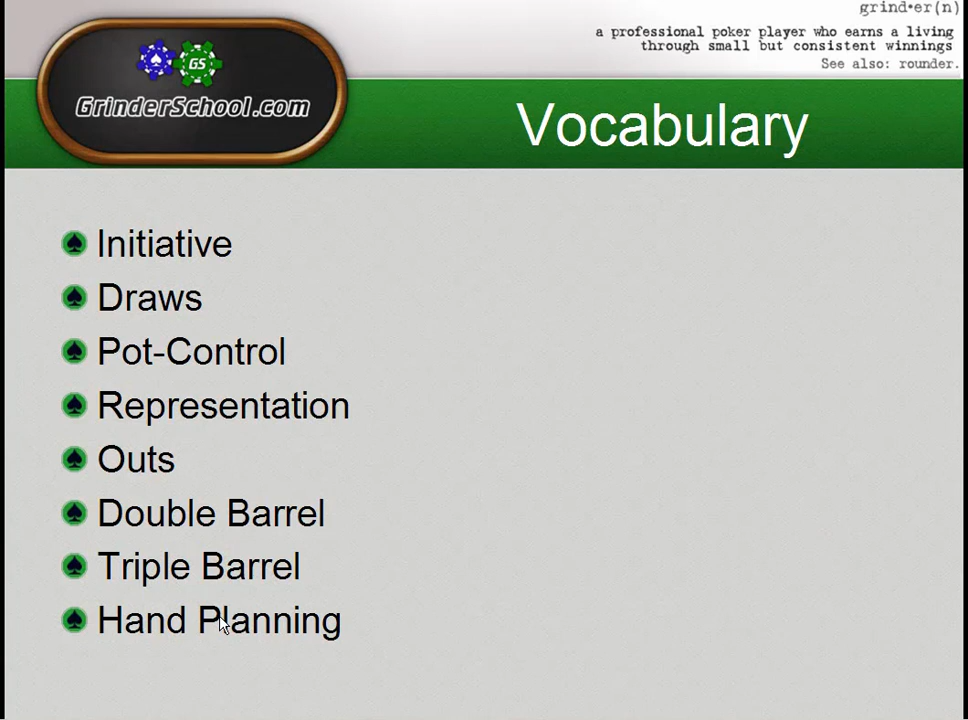 grind•er(n)
a professional poker player who earns a living
through small but consistent winnings
See also: rounder.
GS
GrinderSchool.com
Vocabulary
Initiative
Draws
Pot-Control
Representation
Outs
Double Barrel
Triple Barrel
Hand Planning